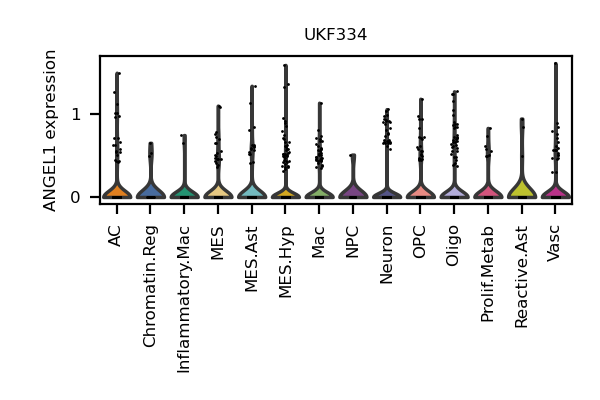 UKF334
ANGEL1 expression
1
0
AC
Chromatin.Reg
Inflammatory.Mac
MES
MES.Ast
MES.Hyp
Mac
NPC
Neuron
OPC
Oligo
Prolif.Metab
Reactive.Ast
Vasc